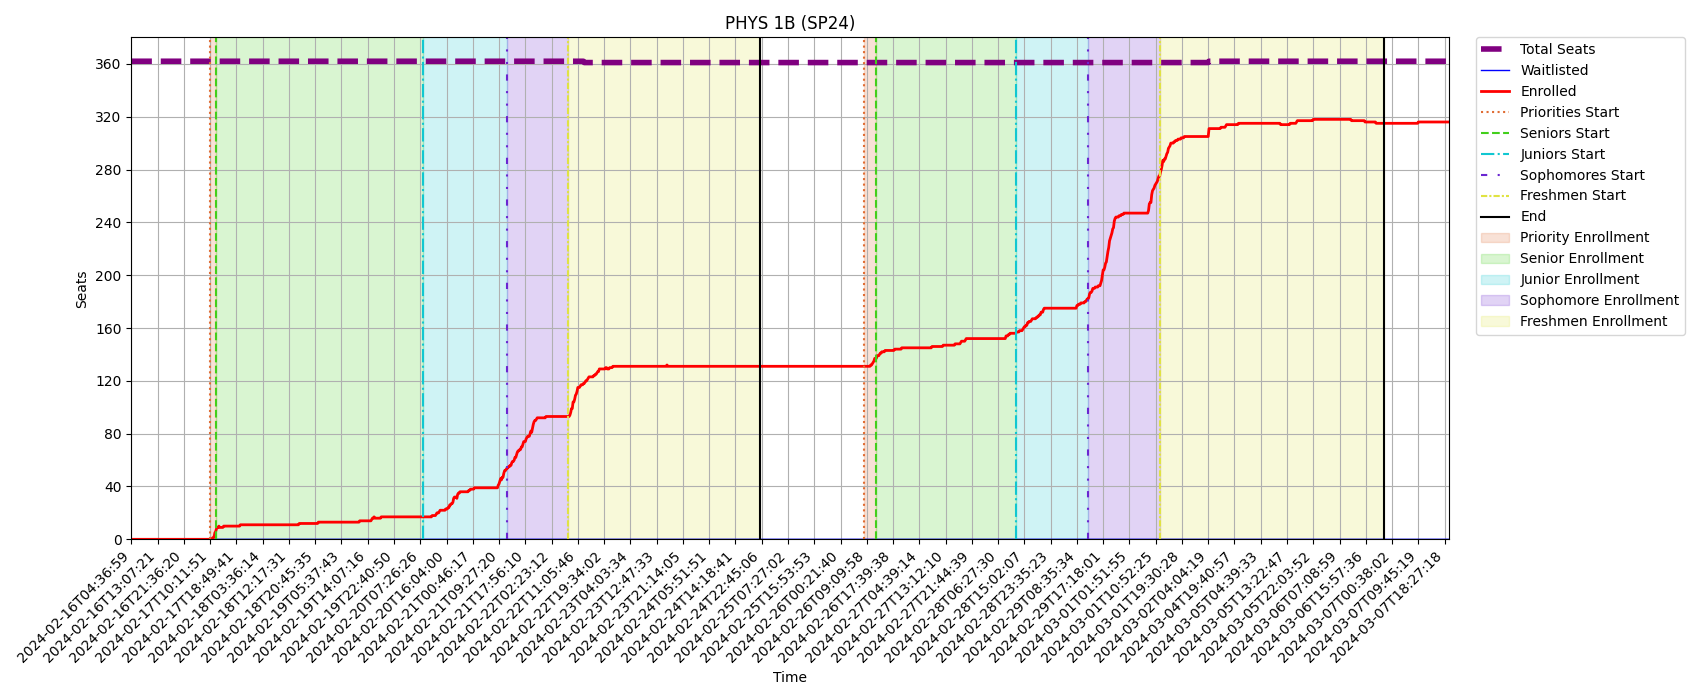 PHYS 1B (SP24)
360
320
280
240
200
160
120
80
40
0
Seats
2024-02-16T04:36:59
2024-02-16T13:07:21
2024-02-16T21:36:20
2024-02-17T10:11:51
2024-02-17T18:49:41
2024-02-18T03:36:14
2024-02-18T12:17:31
2024-02-18T20:45:35
2024-02-19T05:37:43
2024-02-19T14:07:16
2024-02-19T22:40:50
2024-02-20T07:26:26
2024-02-20T16:04:00
2024-02-21T00:46:17
2024-02-21T09:27:20
2024-02-21T17:56:10
2024-02-22T02:23:12
2024-02-22T11:05:46
2024-02-22T19:34:02
2024-02-23T04:03:34
2024-02-23T12:47:33
2024-02-23T21:14:05
2024-02-24T05:51:51
2024-02-24T14:18:41
2024-02-24T22:45:06
2024-02-25T07:27:02
2024-02-25T15:53:53
2024-02-26T00:21:40
2024-02-26T09:09:58
2024-02-26T17:39:38
2024-02-27T04:39:14
2024-02-27T13:12:10
2024-02-27T21:44:39
2024-02-28T06:27:30
2024-02-28T15:02:07
2024-02-28T23:35:23
2024-02-29T08:35:34
2024-02-29T17:18:01
2024-03-01T01:51:55
2024-03-01T10:52:25
2024-03-01T19:30:28
2024-03-02T04:04:19
2024-03-04T19:40:57
2024-03-05T04:39:33
2024-03-05T13:22:47
2024-03-05T22:03:52
2024-03-06T07:08:59
2024-03-06T15:57:36
2024-03-07T00:38:02
2024-03-07T09:45:19
2024-03-07T18:27:18
Time
Total Seats
Waitlisted
Enrolled
Priorities Start
Seniors Start
Juniors Start
Sophomores Start
Freshmen Start
End
Priority Enrollment
Senior Enrollment
Junior Enrollment
Sophomore Enrollment
Freshmen Enrollment